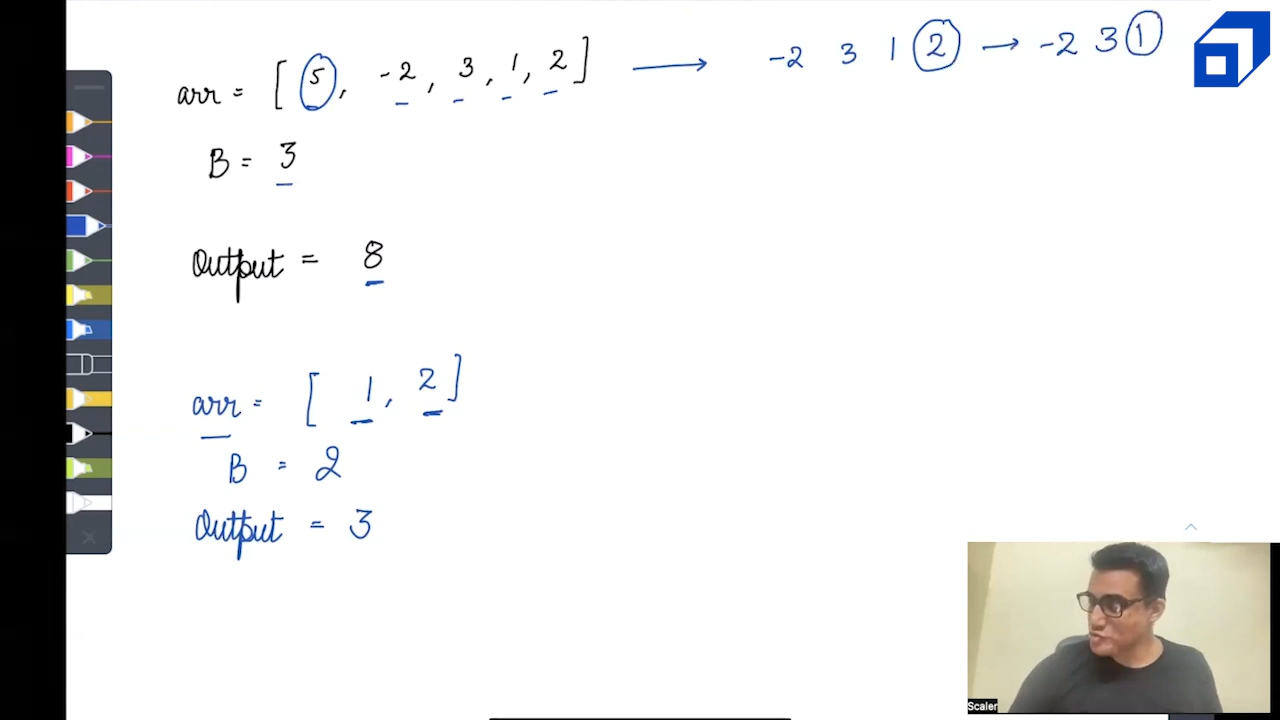 arr = [ 5, -2, 3, 1, 2 ] → -2 3 1 2 → -2 3 1
B = 3
Output = 8
arr = [ 1, 2 ]
B = 2
Output = 3
Scaler